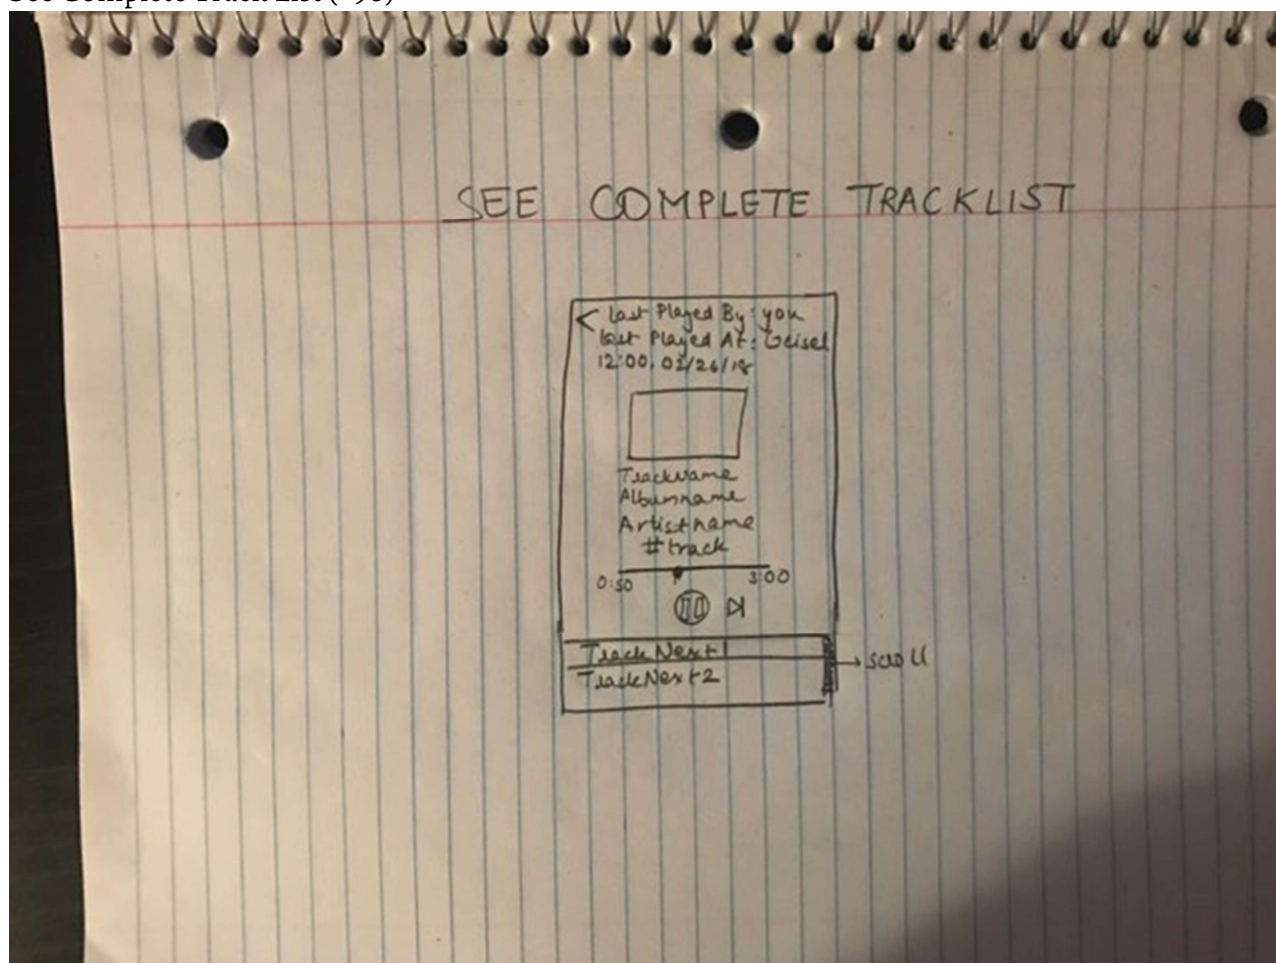 SEE COMPLETE TRACKLIST
< Last Played By: you
Last Played At: Geisel
12:00, 01/26/18
TrackName
Albumname
Artistname
#track
0:50 3:00
TrackNext1
TrackNext2
scroll